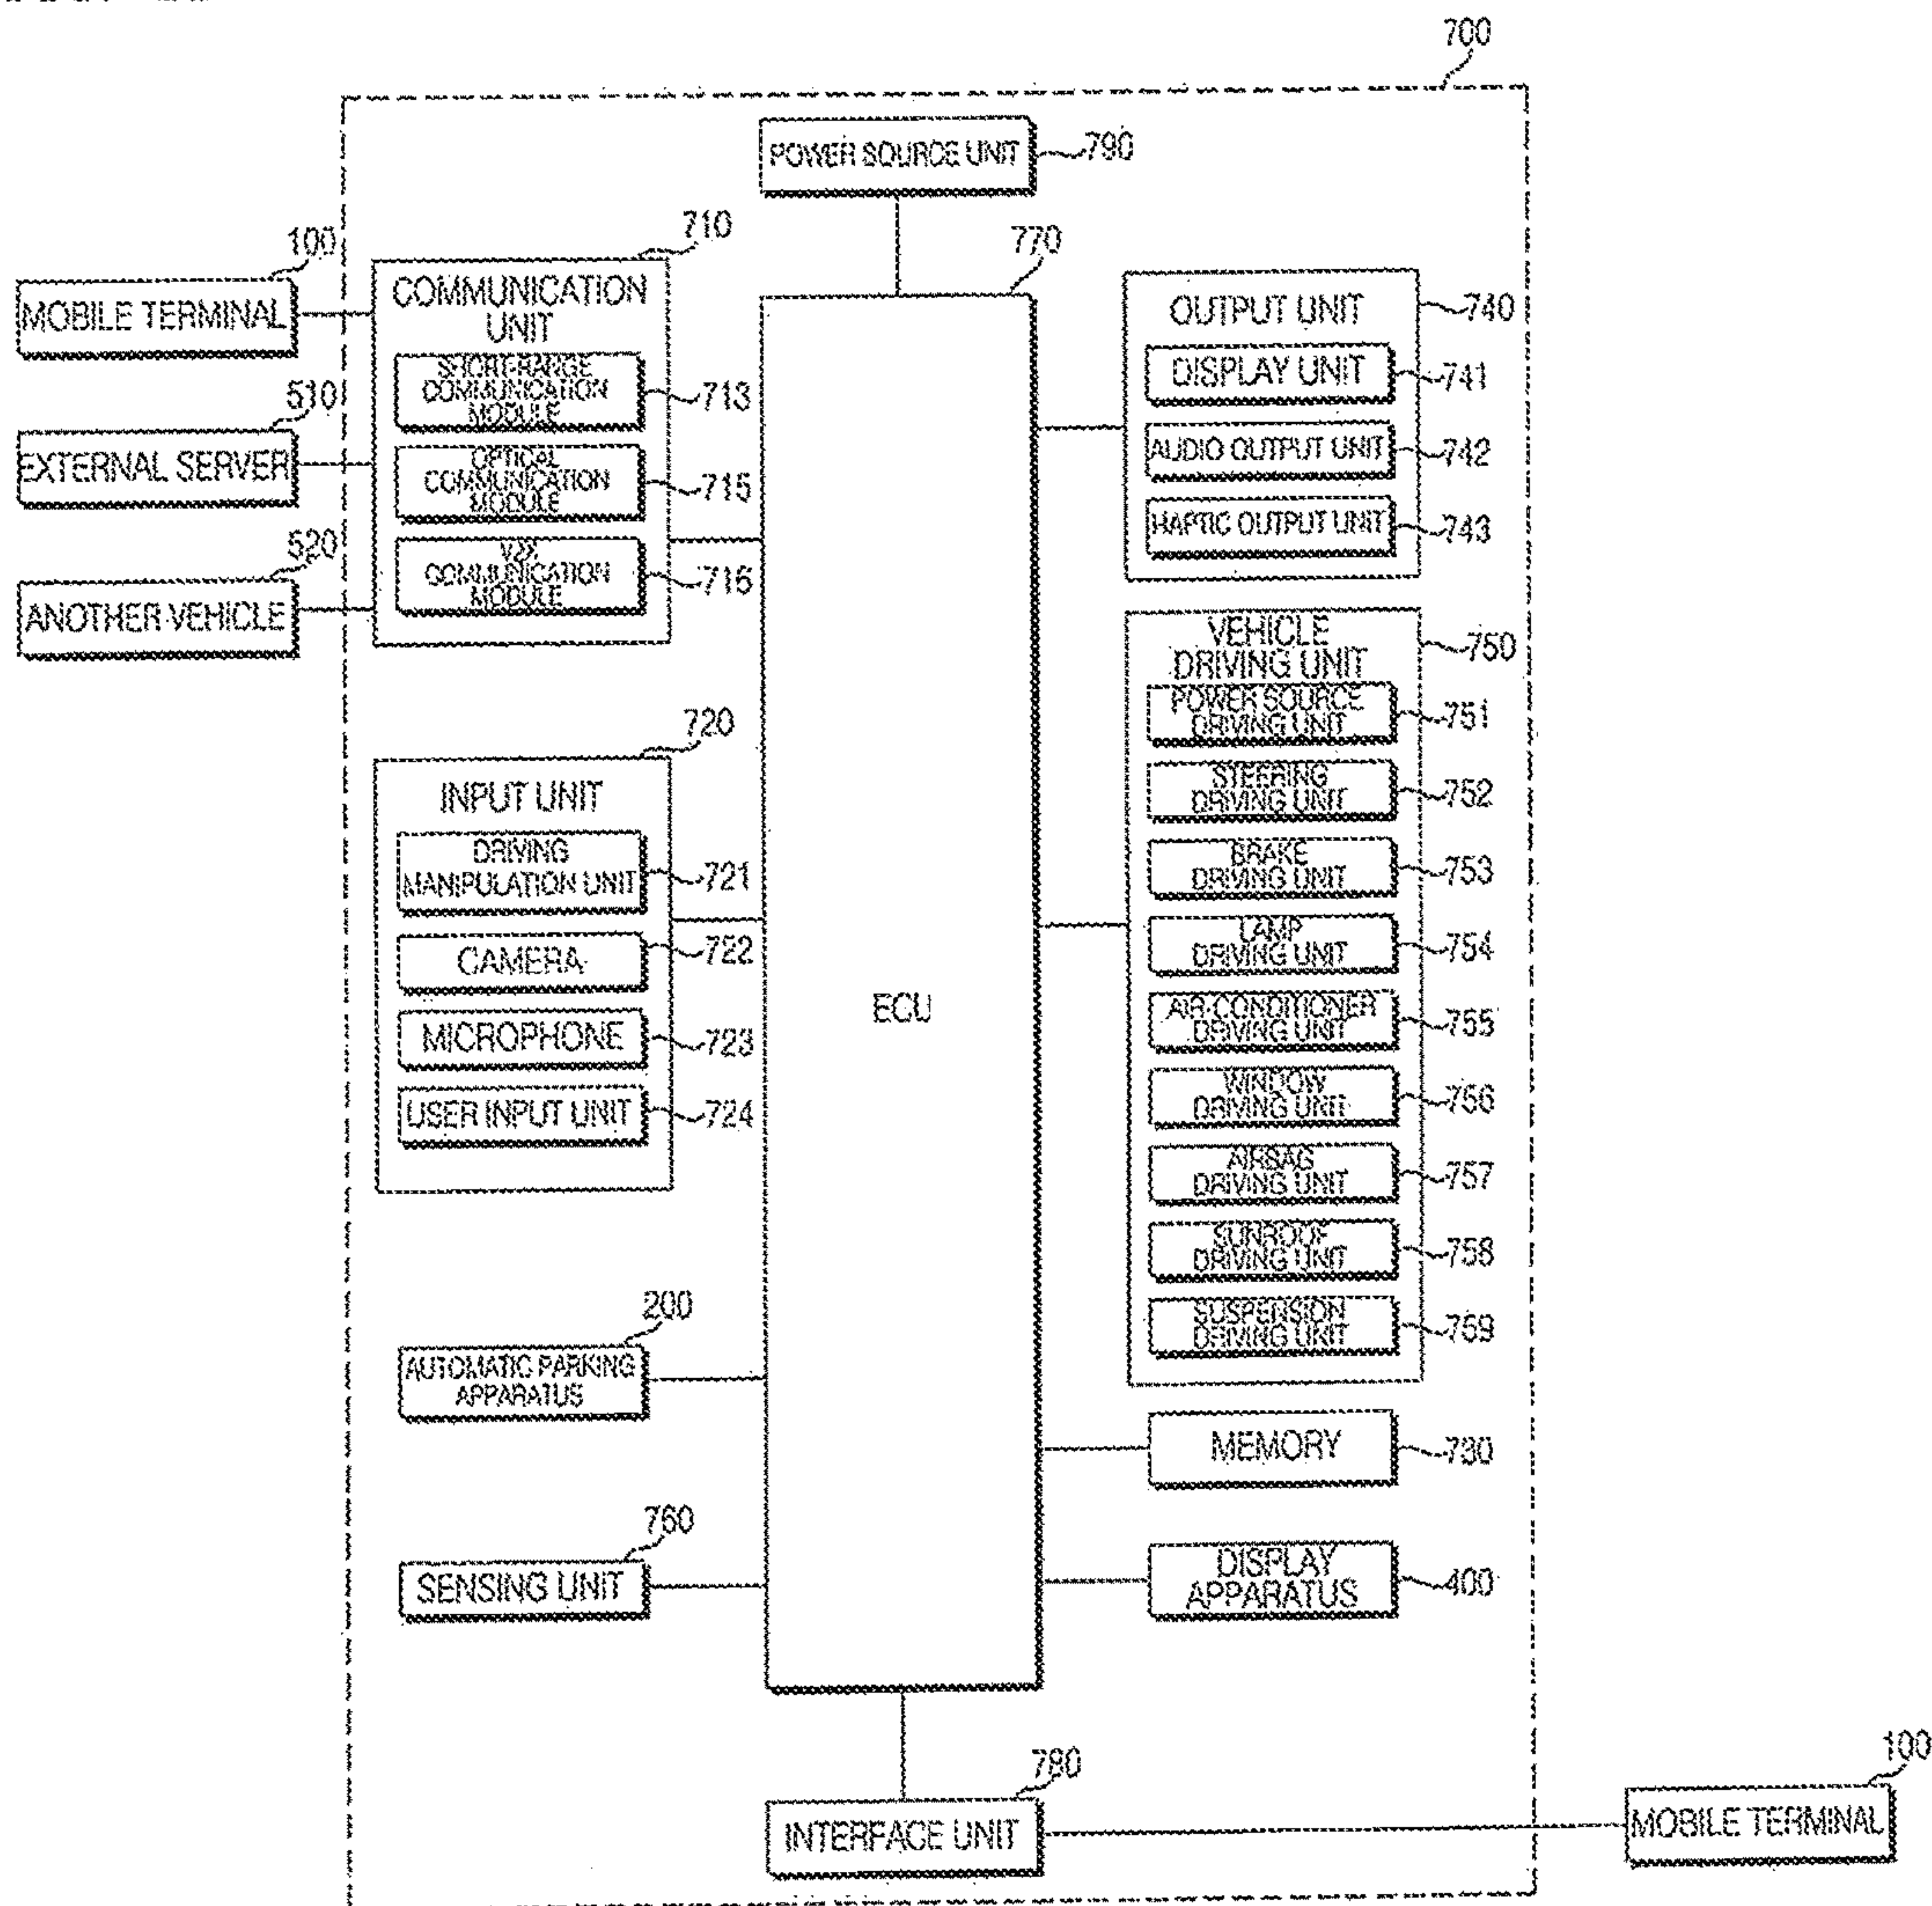 700
POWER SOURCE UNIT
790
100
710
770
MOBILE TERMINAL
COMMUNICATION
UNIT
OUTPUT UNIT
740
SHORT-RANGE
COMMUNICATION
MODULE
713
DISPLAY UNIT
741
510
EXTERNAL SERVER
OPTICAL
COMMUNICATION
MODULE
715
AUDIO OUTPUT UNIT
742
520
ANOTHER VEHICLE
V2X
COMMUNICATION
MODULE
716
HAPTIC OUTPUT UNIT
743
VEHICLE
DRIVING UNIT
750
POWER SOURCE
DRIVING UNIT
751
720
INPUT UNIT
STEERING
DRIVING UNIT
752
DRIVING
MANIPULATION UNIT
721
BRAKE
DRIVING UNIT
753
CAMERA
722
LAMP
DRIVING UNIT
754
ECU
MICROPHONE
723
AIR-CONDITIONER
DRIVING UNIT
755
USER INPUT UNIT
724
WINDOW
DRIVING UNIT
756
AIRBAG
DRIVING UNIT
757
SUNROOF
DRIVING UNIT
758
200
AUTOMATIC PARKING
APPARATUS
SUSPENSION
DRIVING UNIT
759
MEMORY
730
760
SENSING UNIT
DISPLAY
APPARATUS
400
780
INTERFACE UNIT
100
MOBILE TERMINAL